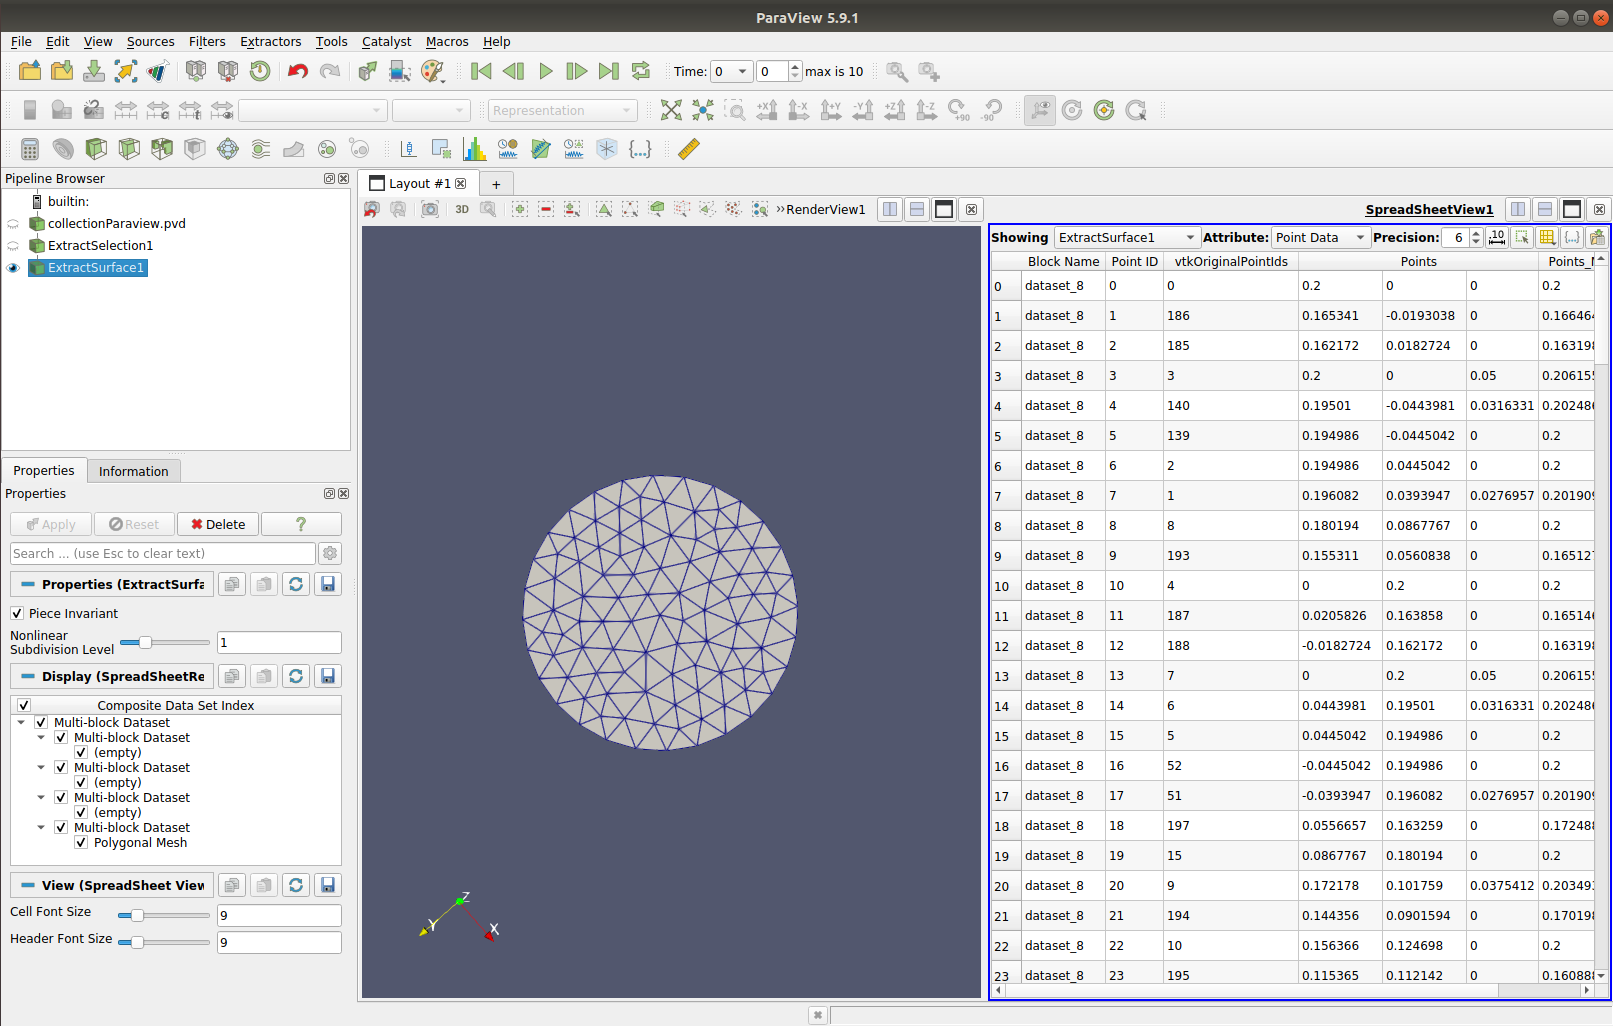 ParaView 5.9.1
File Edit View Sources Filters Extractors Tools Catalyst Macros Help
Time: 0 0 max is 10
Representation
+X -X +Y -Y +Z -Z +90 -90
Pipeline Browser
builtin:
collectionParaview.pvd
ExtractSelection1
ExtractSurface1
Properties Information
Properties
Apply Reset Delete ?
Search ... (use Esc to clear text)
Properties (ExtractSurfa
Piece Invariant
Nonlinear
Subdivision Level 1
Display (SpreadSheetRe
Composite Data Set Index
Multi-block Dataset
Multi-block Dataset
(empty)
Multi-block Dataset
(empty)
Multi-block Dataset
(empty)
Multi-block Dataset
Polygonal Mesh
View (SpreadSheet View
Cell Font Size 9
Header Font Size 9
Layout #1 +
3D RenderView1
Z
Y
X
SpreadSheetView1
Showing ExtractSurface1 Attribute: Point Data Precision: 6
Block Name Point ID vtkOriginalPointIds Points Points_
0 dataset_8 0 0 0.2 0 0 0.2
1 dataset_8 1 186 0.165341 -0.0193038 0 0.16646
2 dataset_8 2 185 0.162172 0.0182724 0 0.16319
3 dataset_8 3 3 0.2 0 0.05 0.20615
4 dataset_8 4 140 0.19501 -0.0443981 0.0316331 0.20248
5 dataset_8 5 139 0.194986 -0.0445042 0 0.2
6 dataset_8 6 2 0.194986 0.0445042 0 0.2
7 dataset_8 7 1 0.196082 0.0393947 0.0276957 0.20190
8 dataset_8 8 8 0.180194 0.0867767 0 0.2
9 dataset_8 9 193 0.155311 0.0560838 0 0.16512
10 dataset_8 10 4 0 0.2 0 0.2
11 dataset_8 11 187 0.0205826 0.163858 0 0.16514
12 dataset_8 12 188 -0.0182724 0.162172 0 0.16319
13 dataset_8 13 7 0 0.2 0.05 0.20615
14 dataset_8 14 6 0.0443981 0.19501 0.0316331 0.20248
15 dataset_8 15 5 0.0445042 0.194986 0 0.2
16 dataset_8 16 52 -0.0445042 0.194986 0 0.2
17 dataset_8 17 51 -0.0393947 0.196082 0.0276957 0.20190
18 dataset_8 18 197 0.0556657 0.163259 0 0.17248
19 dataset_8 19 15 0.0867767 0.180194 0 0.2
20 dataset_8 20 9 0.172178 0.101759 0.0375412 0.20349
21 dataset_8 21 194 0.144356 0.0901594 0 0.17019
22 dataset_8 22 10 0.156366 0.124698 0 0.2
23 dataset_8 23 195 0.115365 0.112142 0 0.16088